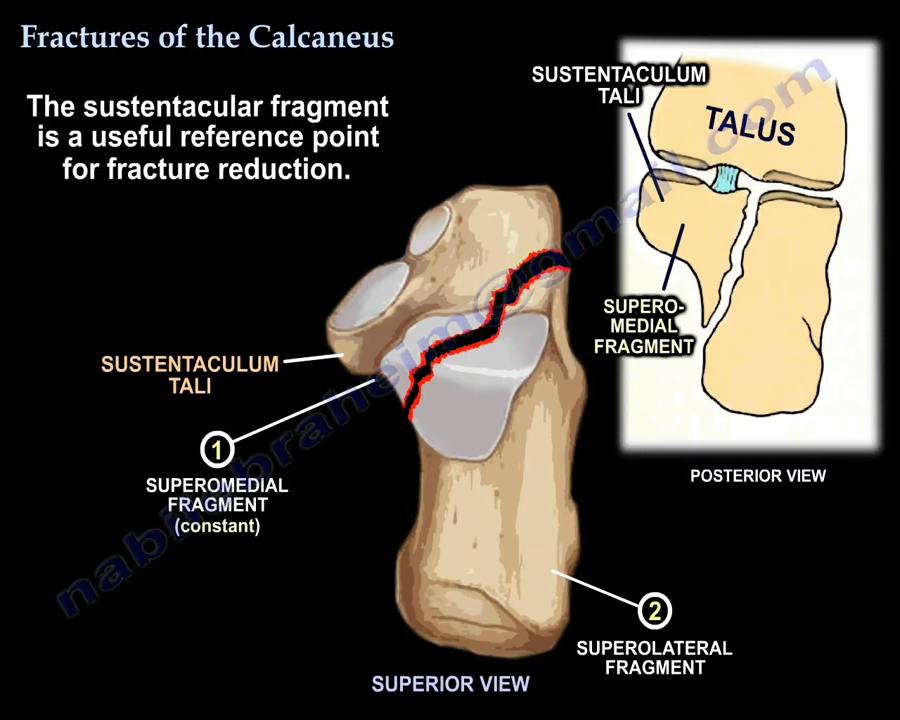 Fractures of the Calcaneus
The sustentacular fragment
is a useful reference point
for fracture reduction.
SUSTENTACULUM
TALI
TALUS
SUPERO-
MEDIAL
FRAGMENT
POSTERIOR VIEW
SUSTENTACULUM
TALI
1
SUPEROMEDIAL
FRAGMENT
(constant)
2
SUPEROLATERAL
FRAGMENT
SUPERIOR VIEW